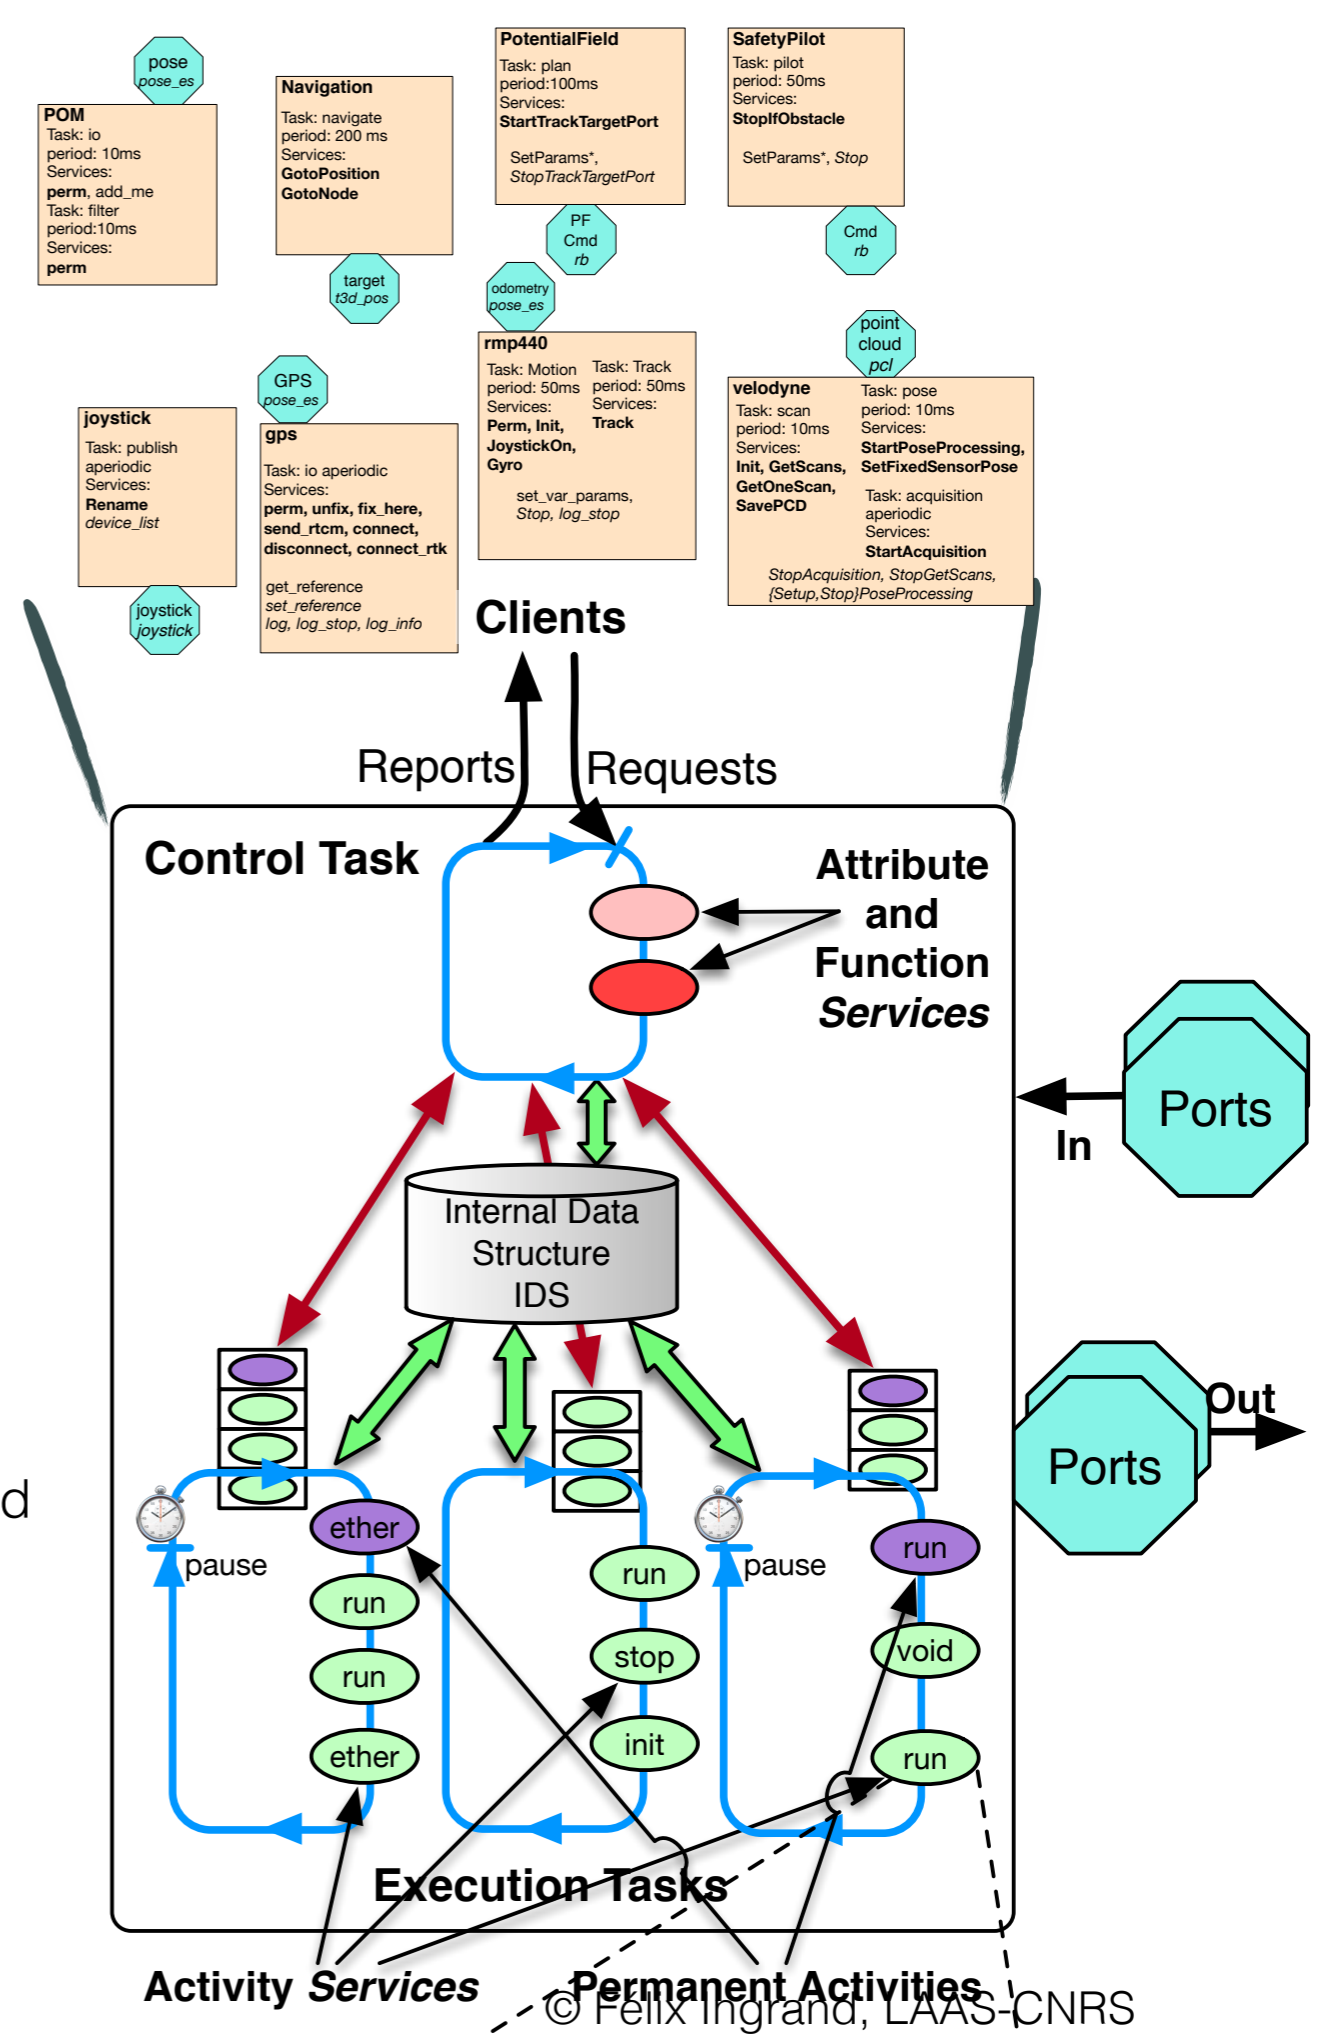 pose
pose_es
POM
Task: io
period: 10ms
Services:
perm, add_me
Task: filter
period:10ms
Services:
perm
Navigation
Task: navigate
period: 200 ms
Services:
GotoPosition
GotoNode
target
t3d_pos
PotentialField
Task: plan
period:100ms
Services:
StartTrackTargetPort
SetParams*,
StopTrackTargetPort
PF
Cmd
rb
SafetyPilot
Task: pilot
period: 50ms
Services:
StopIfObstacle
SetParams*, Stop
Cmd
rb
joystick
Task: publish
aperiodic
Services:
Rename
device_list
joystick
joystick
GPS
pose_es
gps
Task: io aperiodic
Services:
perm, unfix, fix_here,
send_rtcm, connect,
disconnect, connect_rtk
get_reference
set_reference
log, log_stop, log_info
odometry
pose_es
rmp440
Task: Motion
period: 50ms
Services:
Perm, Init,
JoystickOn,
Gyro
Task: Track
period: 50ms
Services:
Track
set_var_params,
Stop, log_stop
point
cloud
pcl
velodyne
Task: scan
period: 10ms
Services:
Init, GetScans,
GetOneScan,
SavePCD
Task: pose
period: 10ms
Services:
StartPoseProcessing,
SetFixedSensorPose
Task: acquisition
aperiodic
Services:
StartAcquisition
StopAcquisition, StopGetScans,
{Setup,Stop}PoseProcessing
Clients
Reports
Requests
Control Task
Attribute
and
Function
Services
Ports
In
Internal Data
Structure
IDS
Out
Ports
d
pause
ether
run
run
ether
run
stop
init
pause
run
void
run
Execution Tasks
Activity Services
Permanent Activities
© Félix Ingrand, LAAS-CNRS